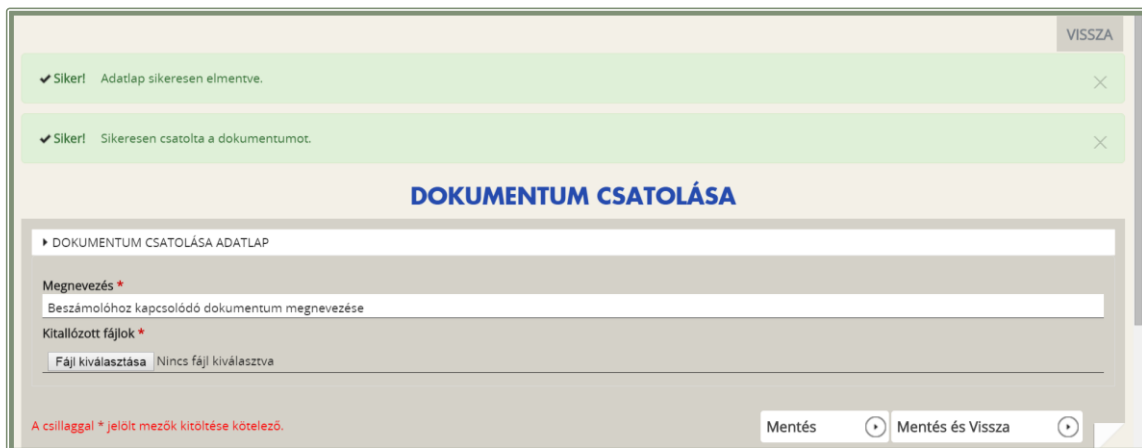 VISSZA
Siker! Adatlap sikeresen elmentve.
Siker! Sikeresen csatolta a dokumentumot.
DOKUMENTUM CSATOLÁSA
DOKUMENTUM CSATOLÁSA ADATLAP
Megnevezés *
Beszámolóhoz kapcsolódó dokumentum megnevezése
Kitallózott fájlok *
Fájl kiválasztása Nincs fájl kiválasztva
A csillaggal * jelölt mezők kitöltése kötelező.
Mentés Mentés és Vissza